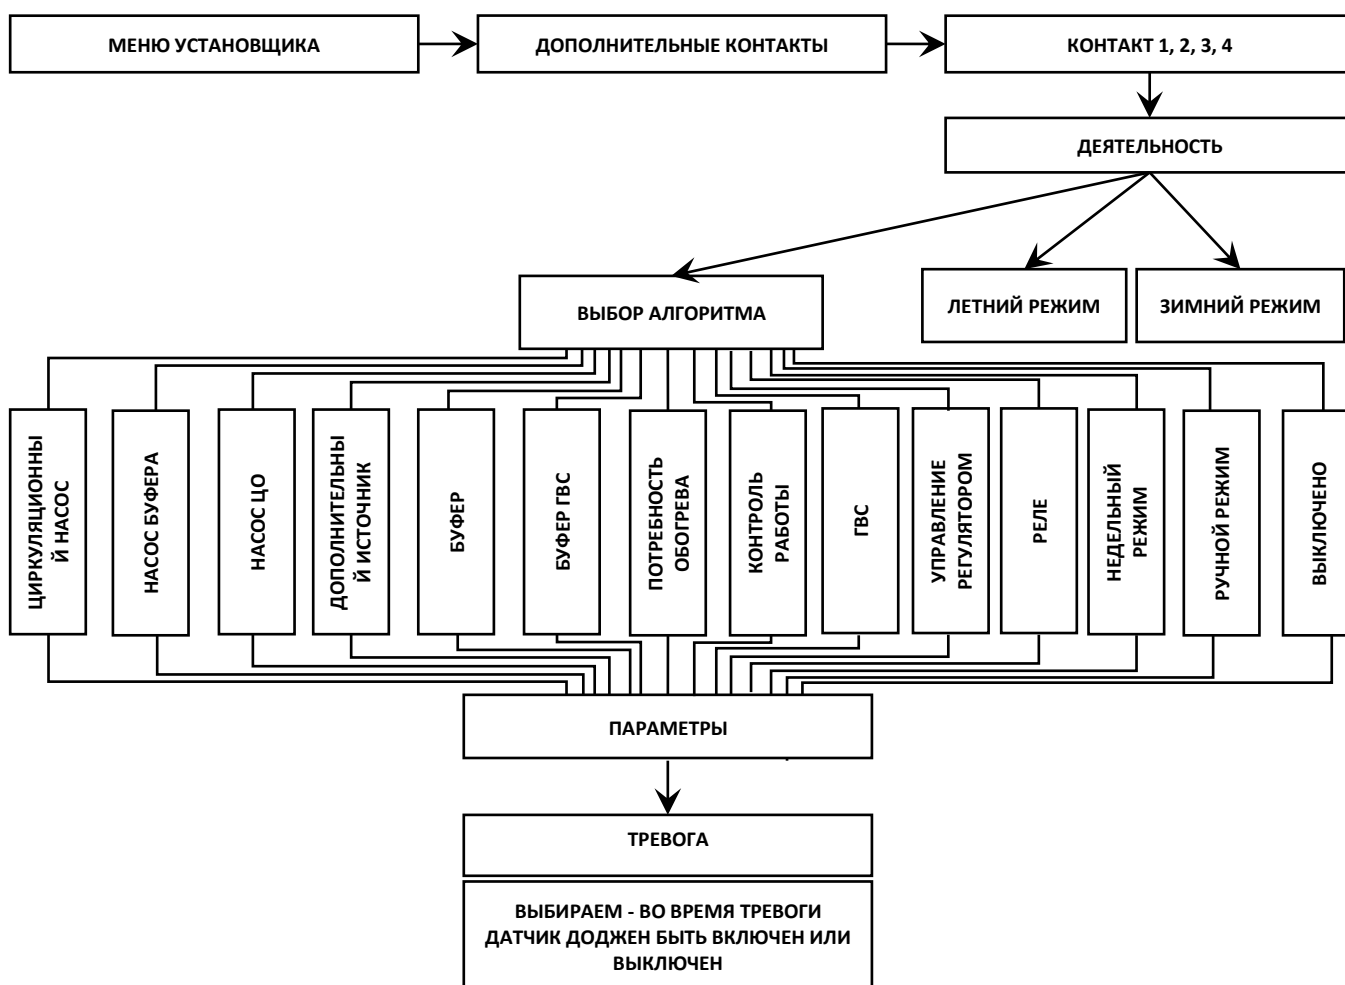 МЕНЮ УСТАНОВЩИКА
ДОПОЛНИТЕЛЬНЫЕ КОНТАКТЫ
КОНТАКТ 1, 2, 3, 4
ДЕЯТЕЛЬНОСТЬ
ЛЕТНИЙ РЕЖИМ
ЗИМНИЙ РЕЖИМ
ВЫБОР АЛГОРИТМА
ЦИРКУЛЯЦИОННЫ
Й НАСОС
НАСОС БУФЕРА
НАСОС ЦО
ДОПОЛНИТЕЛЬНЫ
Й ИСТОЧНИК
БУФЕР
БУФЕР ГВС
ПОТРЕБНОСТЬ
ОБОГРЕВА
КОНТРОЛЬ
РАБОТЫ
ГВС
УПРАВЛЕНИЕ
РЕГУЛЯТОРОМ
РЕЛЕ
НЕДЕЛЬНЫЙ
РЕЖИМ
РУЧНОЙ РЕЖИМ
ВЫКЛЮЧЕНО
ПАРАМЕТРЫ
ТРЕВОГА
ВЫБИРАЕМ - ВО ВРЕМЯ ТРЕВОГИ
ДАТЧИК ДОДЖЕН БЫТЬ ВКЛЮЧЕН ИЛИ
ВЫКЛЮЧЕН